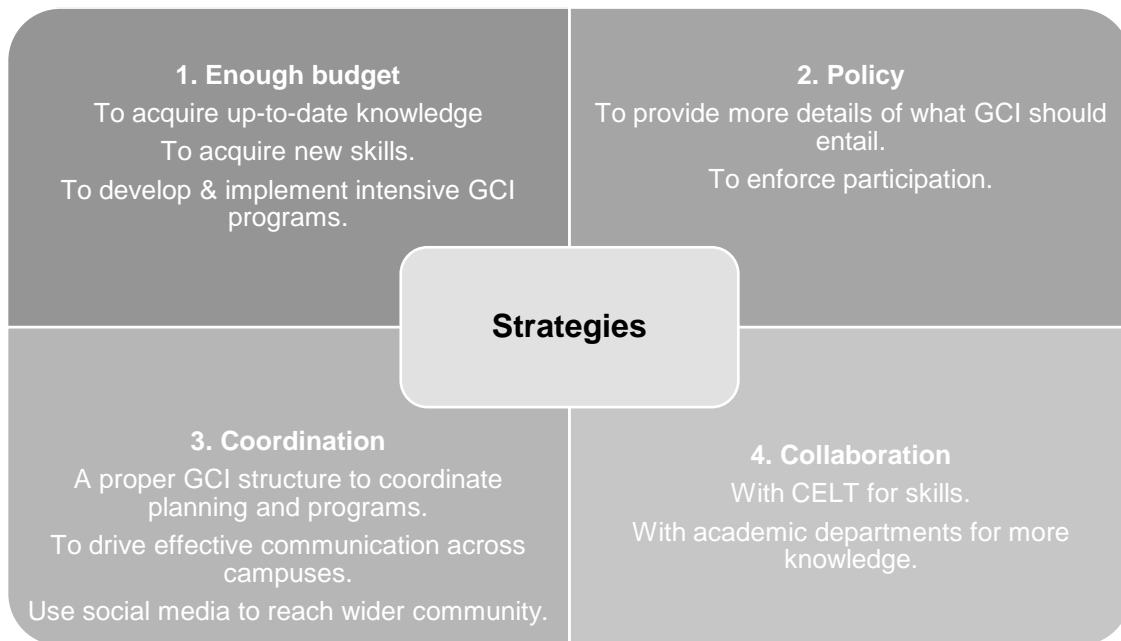 1. Enough budget
To acquire up-to-date knowledge
To acquire new skills.
To develop & implement intensive GCI
programs.
2. Policy
To provide more details of what GCI should
entail.
To enforce participation.
Strategies
3. Coordination
A proper GCI structure to coordinate
planning and programs.
To drive effective communication across
campuses.
Use social media to reach wider community.
4. Collaboration
With CELT for skills.
With academic departments for more
knowledge.